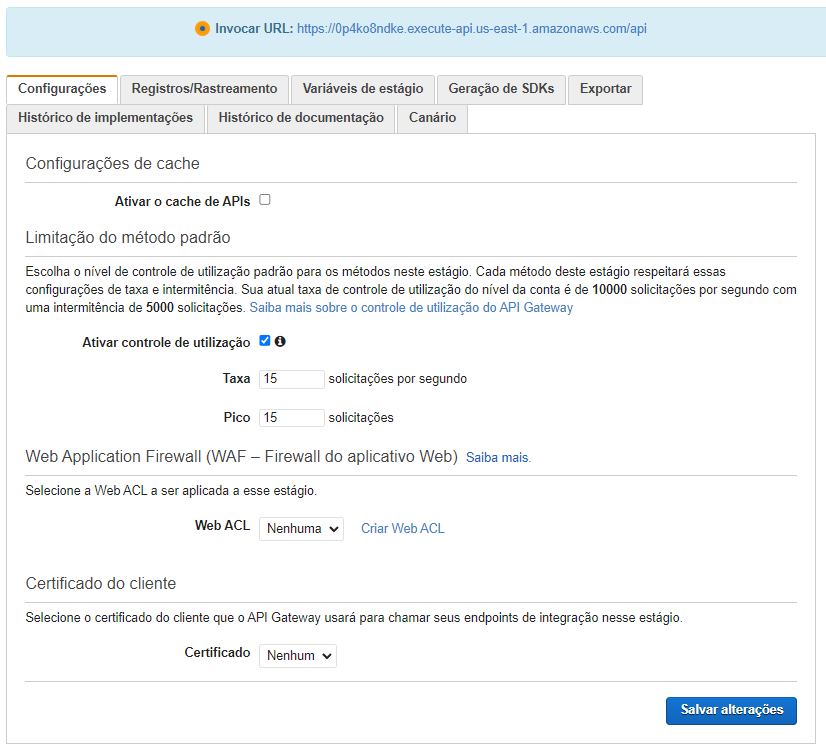 Invocar URL: https://0p4ko8ndke.execute-api.us-east-1.amazonaws.com/api
Configurações
Registros/Rastreamento
Variáveis de estágio
Geração de SDKs
Exportar
Histórico de implementações
Histórico de documentação
Canário
Configurações de cache
Ativar o cache de APIs
Limitação do método padrão
Escolha o nível de controle de utilização padrão para os métodos neste estágio. Cada método deste estágio respeitará essas
configurações de taxa e intermitência. Sua atual taxa de controle de utilização do nível da conta é de 10000 solicitações por segundo com
uma intermitência de 5000 solicitações. Saiba mais sobre o controle de utilização do API Gateway
Ativar controle de utilização
Taxa 15 solicitações por segundo
Pico 15 solicitações
Web Application Firewall (WAF – Firewall do aplicativo Web) Saiba mais.
Selecione a Web ACL a ser aplicada a esse estágio.
Web ACL Nenhuma Criar Web ACL
Certificado do cliente
Selecione o certificado do cliente que o API Gateway usará para chamar seus endpoints de integração nesse estágio.
Certificado Nenhum
Salvar alterações